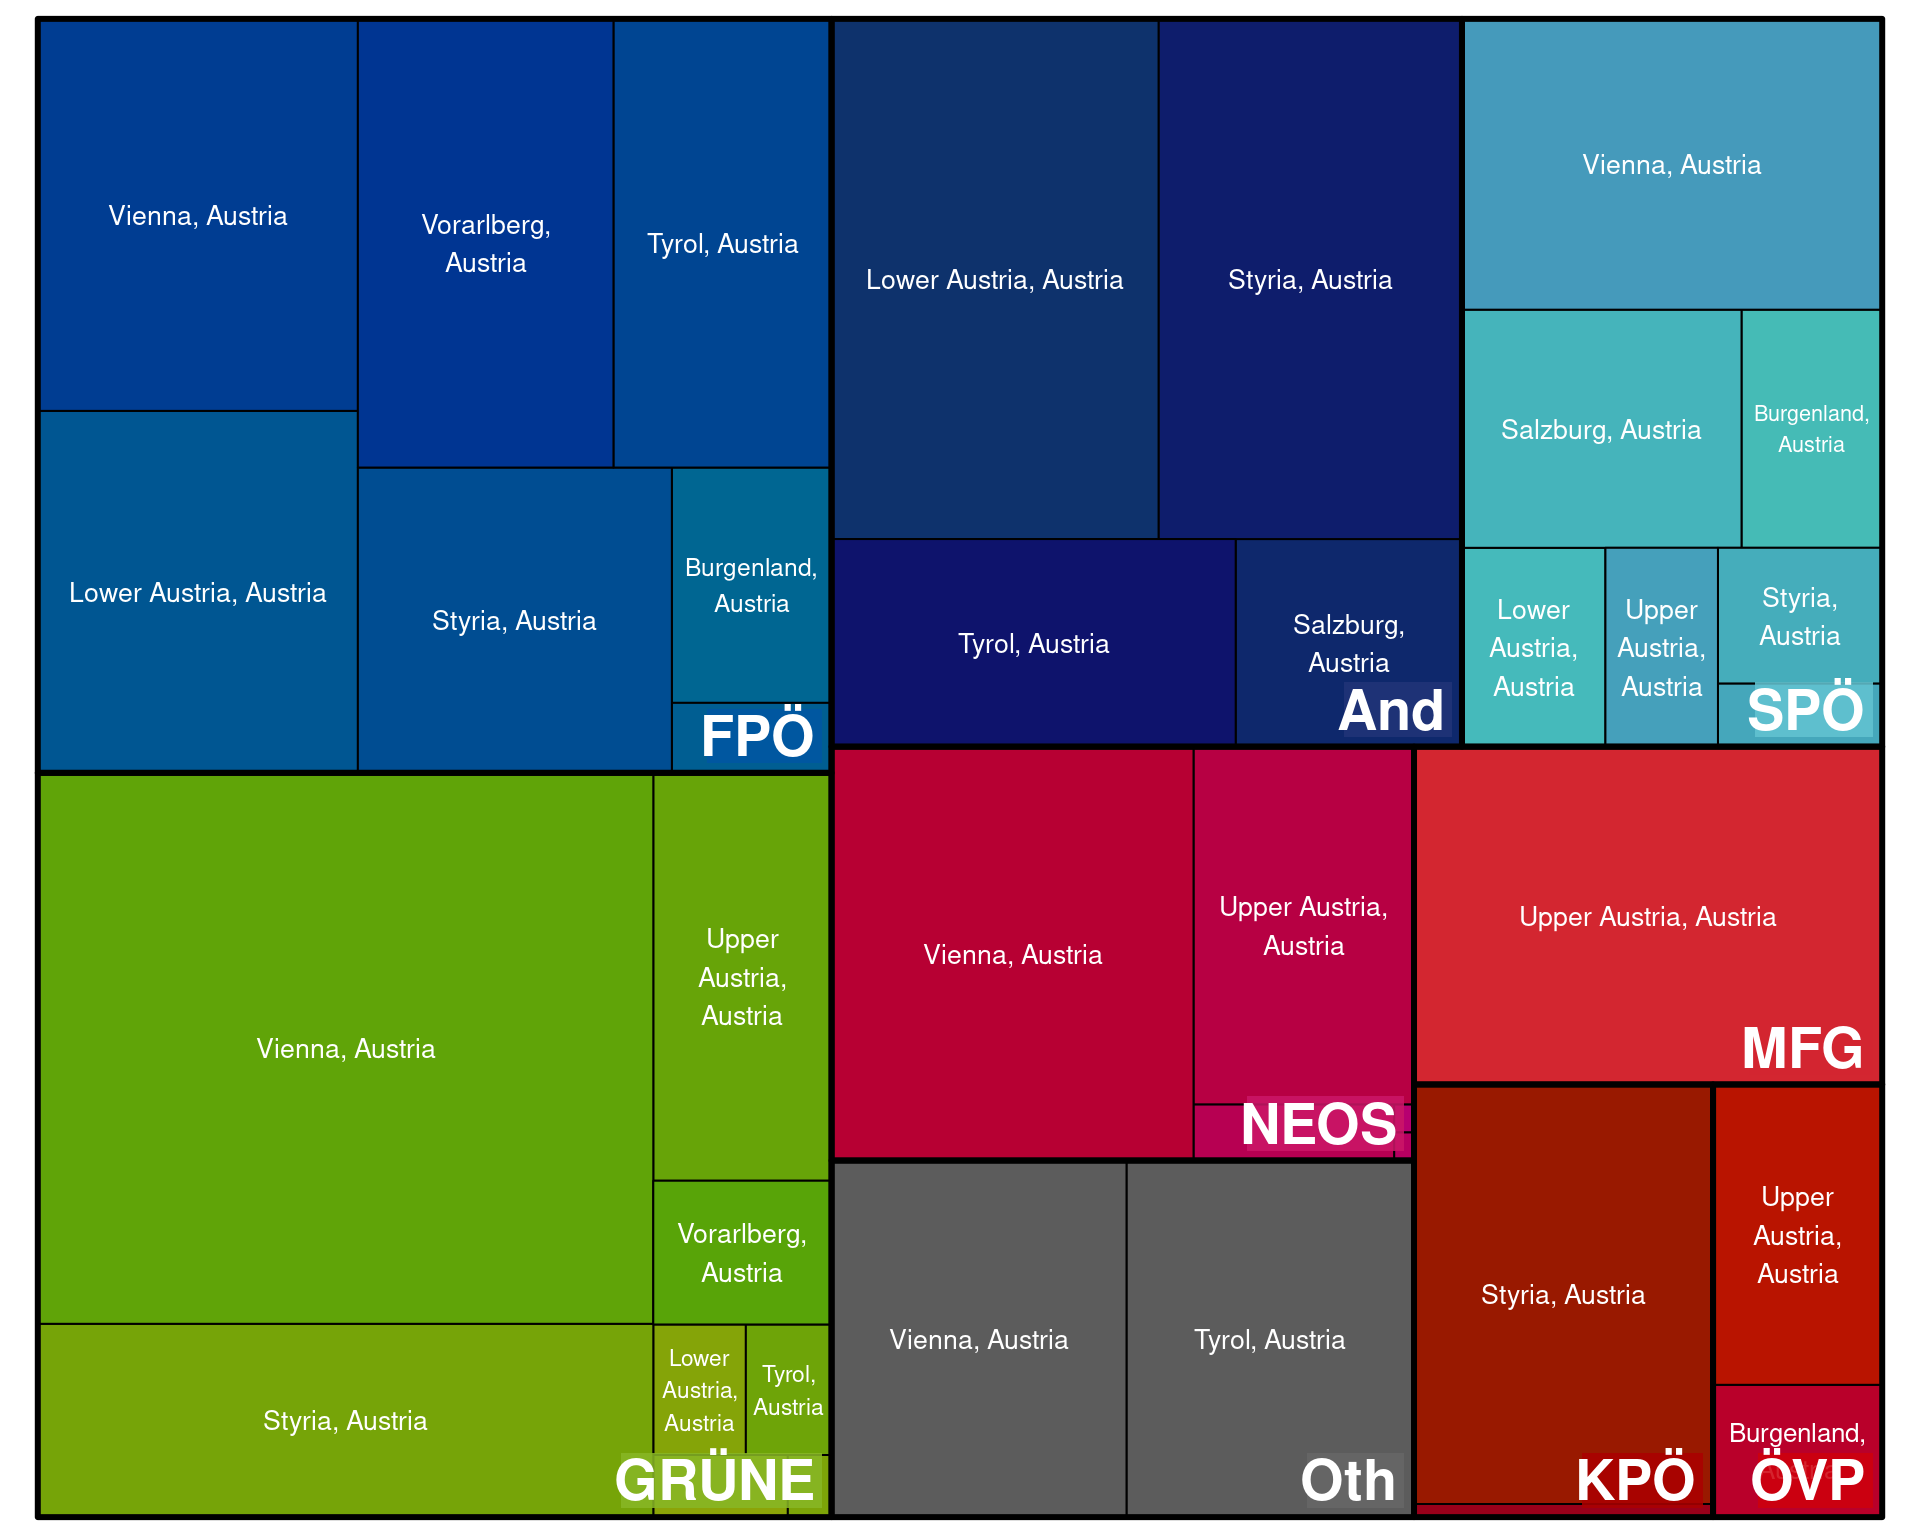 Vienna, Austria
Vorarlberg,
Austria
Tyrol, Austria
Lower Austria, Austria
Styria, Austria
Burgenland,
Austria
FPÖ
Lower Austria, Austria
Styria, Austria
Tyrol, Austria
Salzburg,
Austria
And
Vienna, Austria
Salzburg, Austria
Burgenland,
Austria
Lower
Austria,
Austria
Upper
Austria,
Austria
Styria,
Austria
SPÖ
Vienna, Austria
Upper
Austria,
Austria
Vorarlberg,
Austria
Styria, Austria
Lower
Austria,
Austria
Tyrol,
Austria
GRÜNE
Vienna, Austria
Upper Austria,
Austria
NEOS
Upper Austria, Austria
MFG
Vienna, Austria
Tyrol, Austria
Oth
Styria, Austria
KPÖ
Upper
Austria,
Austria
Burgenland,
ÖVP